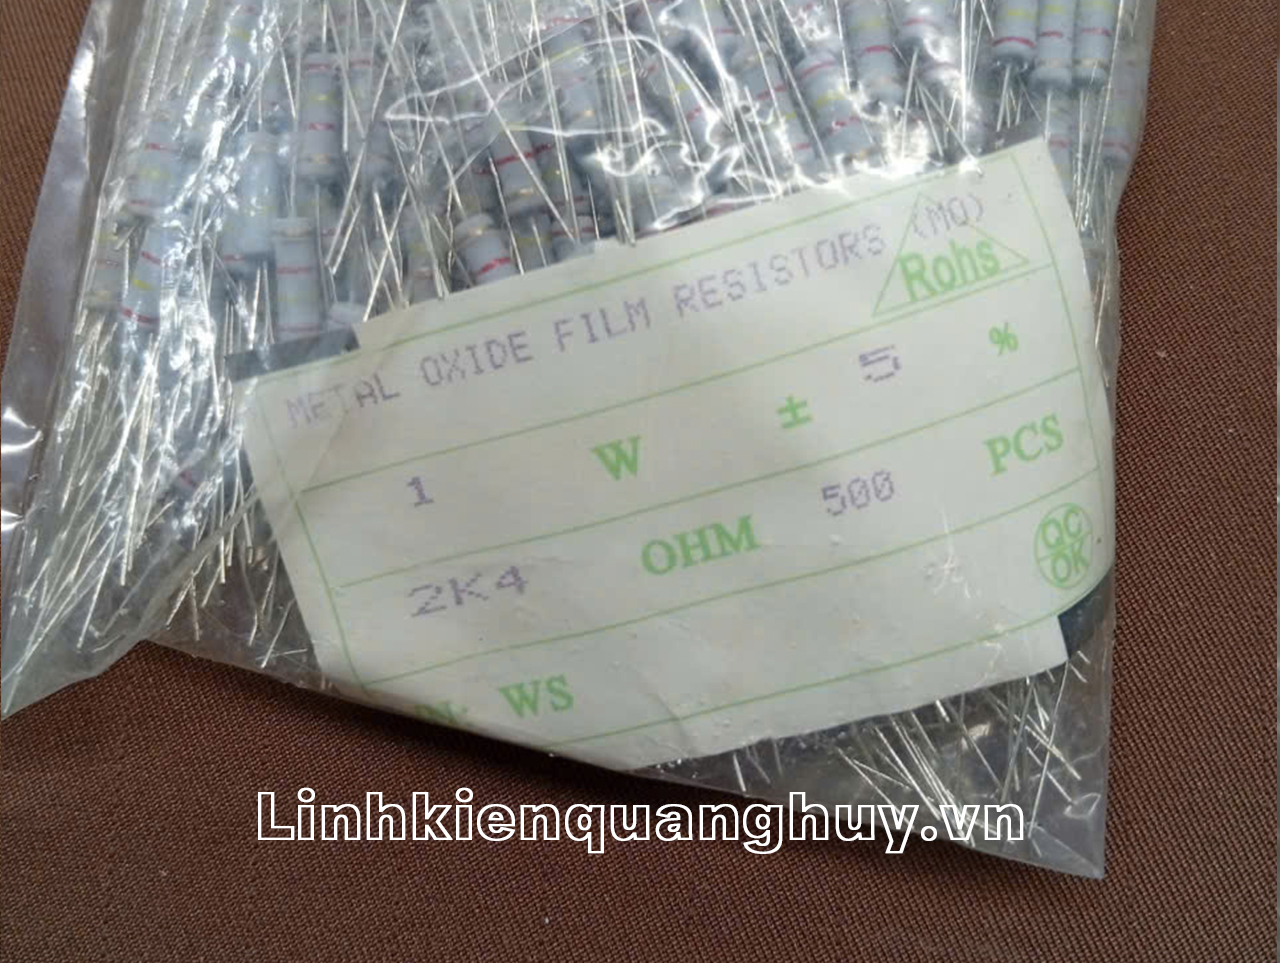 METAL OXIDE FILM RESISTORS (MO)
Rohs
1 W ± 5 %
2K4 OHM 500 PCS
N: WS
QC
OK
Linhkienquanghuy.vn